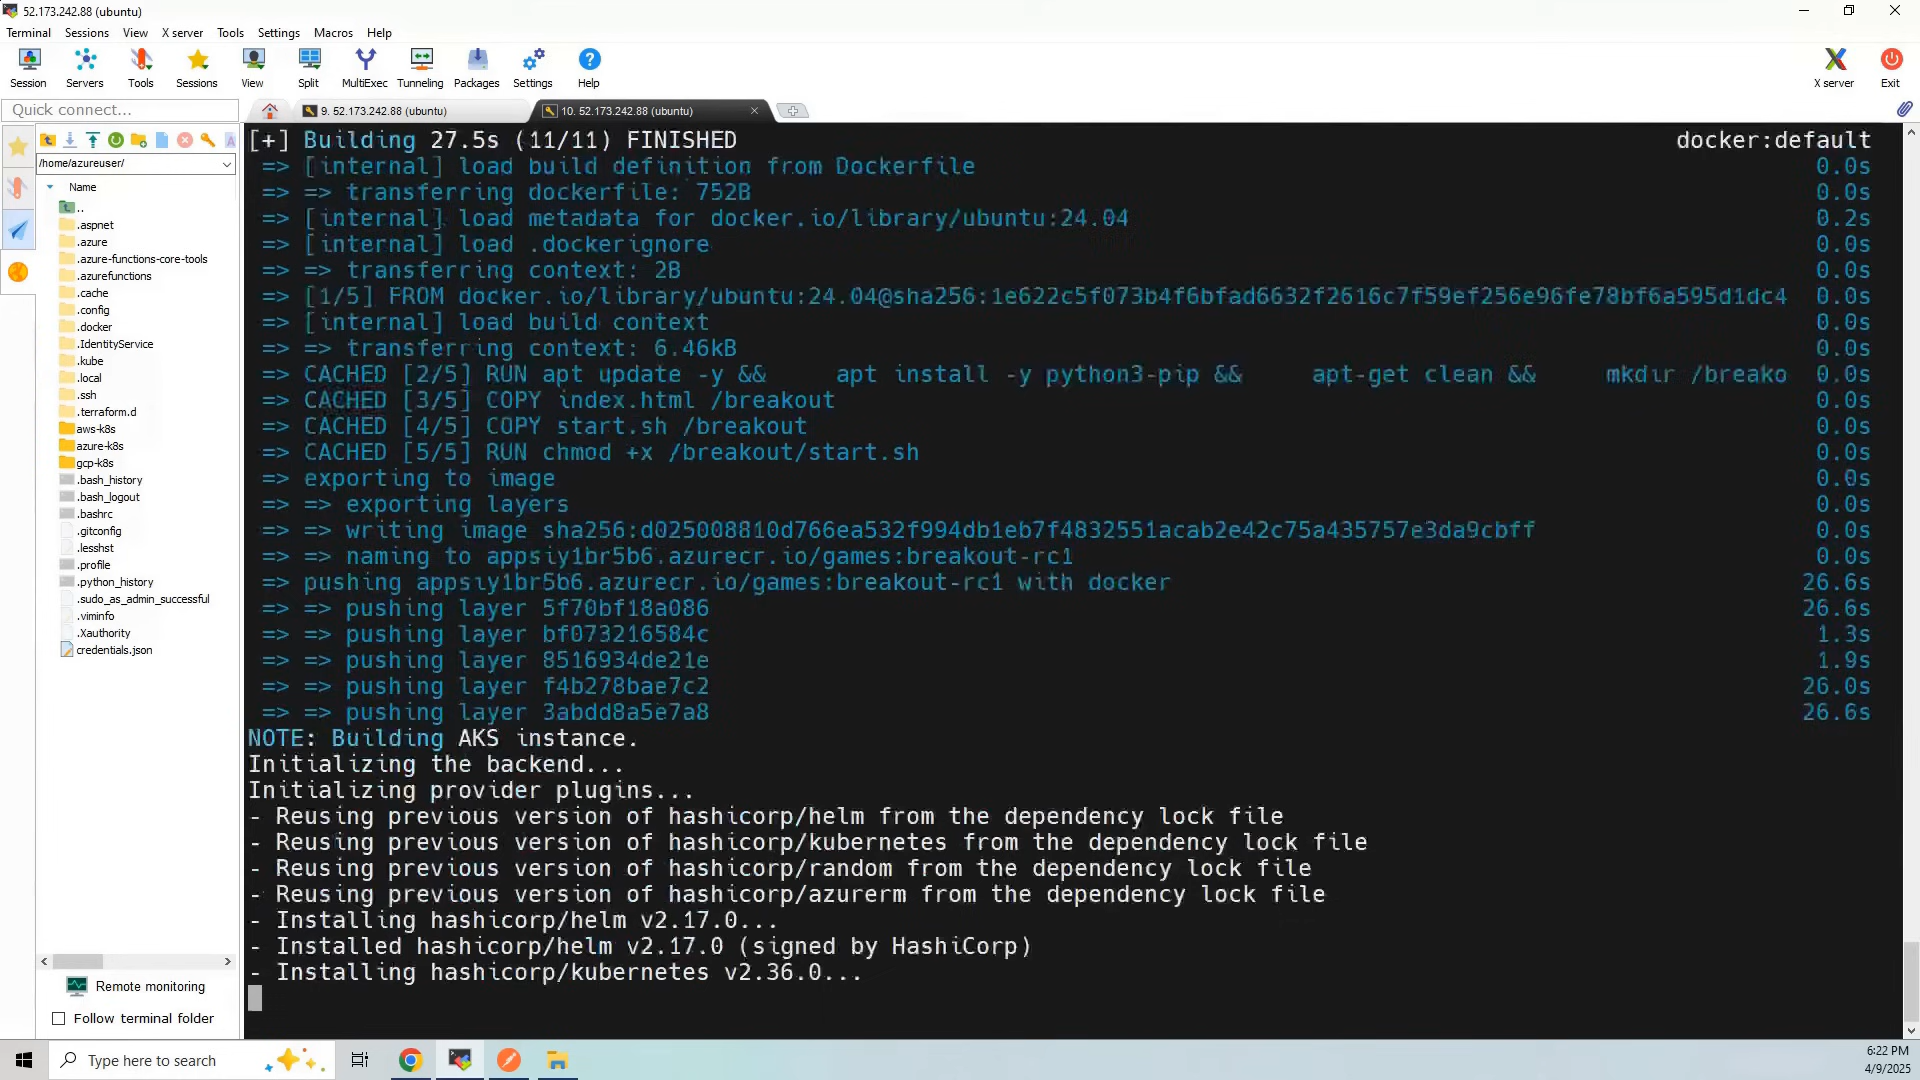 52.173.242.88 (ubuntu)
Terminal Sessions View X server Tools Settings Macros Help
Session Servers Tools Sessions View Split MultiExec Tunneling Packages Settings Help X server Exit
Quick connect...
9. 52.173.242.88 (ubuntu)
10. 52.173.242.88 (ubuntu)
/home/azureuser/
Name
..
.aspnet
.azure
.azure-functions-core-tools
.azurefunctions
.cache
.config
.docker
.IdentityService
.kube
.local
.ssh
.terraform.d
aws-k8s
azure-k8s
gcp-k8s
.bash_history
.bash_logout
.bashrc
.gitconfig
.lesshst
.profile
.python_history
.sudo_as_admin_successful
.viminfo
.Xauthority
credentials.json
Remote monitoring
Follow terminal folder
[+] Building 27.5s (11/11) FINISHED docker:default
=> [internal] load build definition from Dockerfile 0.0s
=> => transferring dockerfile: 752B 0.0s
=> [internal] load metadata for docker.io/library/ubuntu:24.04 0.2s
=> [internal] load .dockerignore 0.0s
=> => transferring context: 2B 0.0s
=> [1/5] FROM docker.io/library/ubuntu:24.04@sha256:1e622c5f073b4f6bfad6632f2616c7f59ef256e96fe78bf6a595d1dc4 0.0s
=> [internal] load build context 0.0s
=> => transferring context: 6.46kB 0.0s
=> CACHED [2/5] RUN apt update -y && apt install -y python3-pip && apt-get clean && mkdir /breako 0.0s
=> CACHED [3/5] COPY index.html /breakout 0.0s
=> CACHED [4/5] COPY start.sh /breakout 0.0s
=> CACHED [5/5] RUN chmod +x /breakout/start.sh 0.0s
=> exporting to image 0.0s
=> => exporting layers 0.0s
=> => writing image sha256:d025008810d766ea532f994db1eb7f4832551acab2e42c75a435757e3da9cbff 0.0s
=> => naming to appsiy1br5b6.azurecr.io/games:breakout-rc1 0.0s
=> pushing appsiy1br5b6.azurecr.io/games:breakout-rc1 with docker 26.6s
=> => pushing layer 5f70bf18a086 26.6s
=> => pushing layer bf073216584c 1.3s
=> => pushing layer 8516934de21e 1.9s
=> => pushing layer f4b278bae7c2 26.0s
=> => pushing layer 3abdd8a5e7a8 26.6s
NOTE: Building AKS instance.
Initializing the backend...
Initializing provider plugins...
- Reusing previous version of hashicorp/helm from the dependency lock file
- Reusing previous version of hashicorp/kubernetes from the dependency lock file
- Reusing previous version of hashicorp/random from the dependency lock file
- Reusing previous version of hashicorp/azurerm from the dependency lock file
- Installing hashicorp/helm v2.17.0...
- Installed hashicorp/helm v2.17.0 (signed by HashiCorp)
- Installing hashicorp/kubernetes v2.36.0...
Type here to search
6:22 PM
4/9/2025